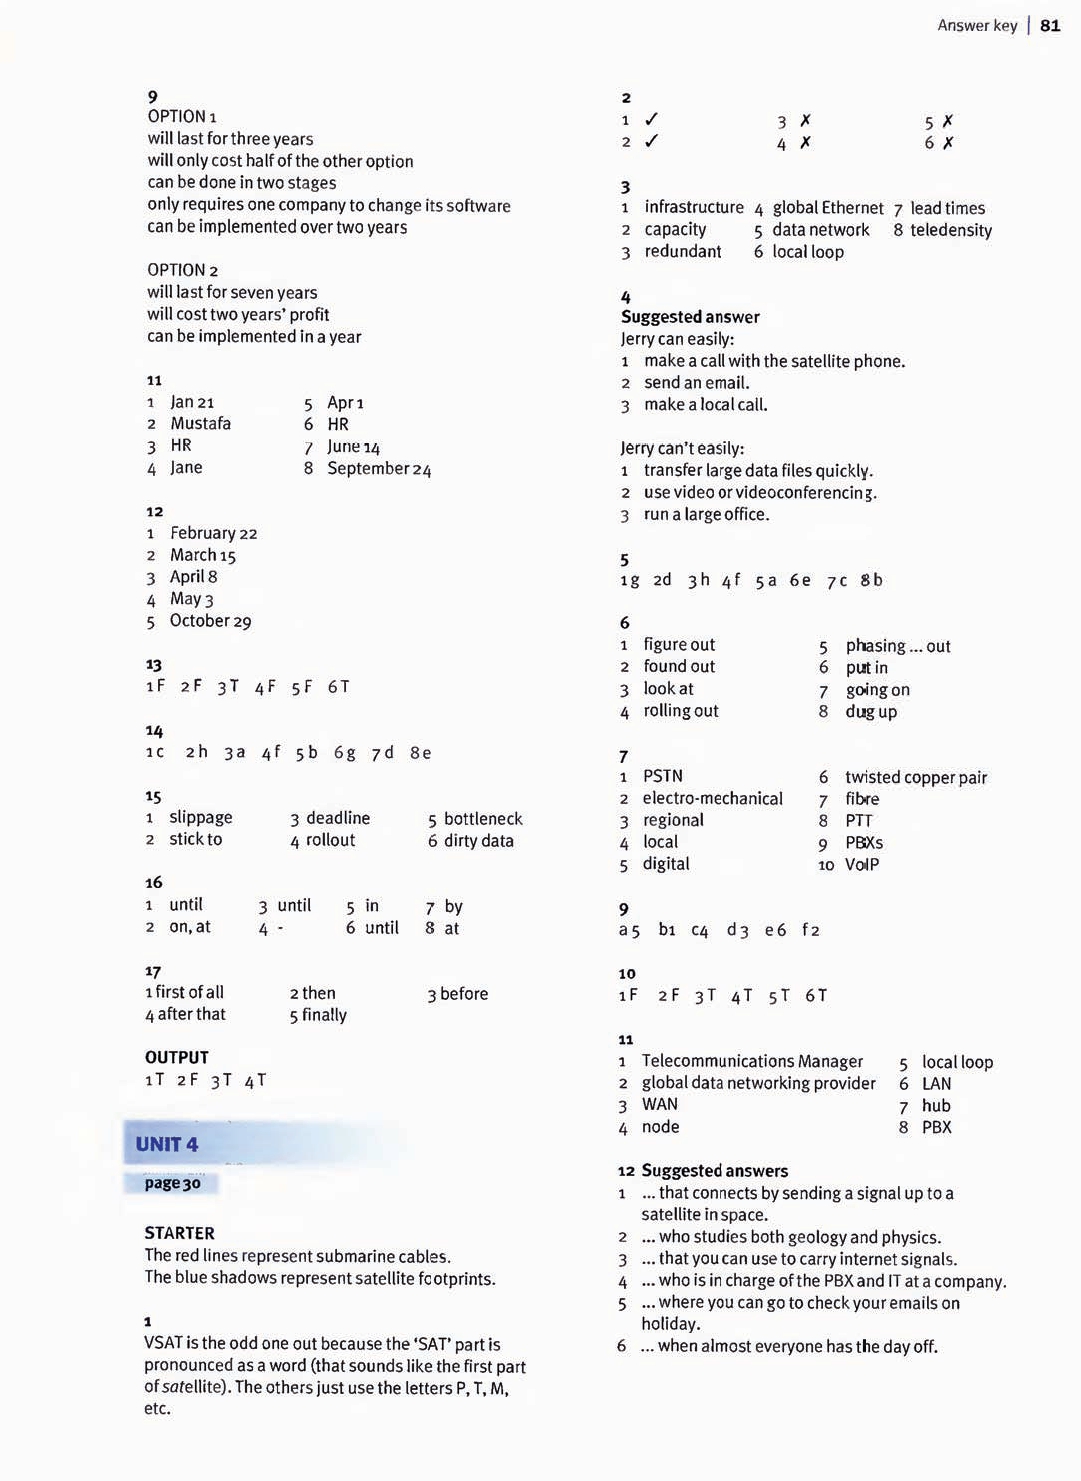 Answer key | 81
9
OPTION 1
will last for three years
will only cost half of the other option
can be done in two stages
only requires one company to change its software
can be implemented over two years
OPTION 2
will last for seven years
will cost two years' profit
can be implemented in a year
11
1 Jan 21 5 Apr 1
2 Mustafa 6 HR
3 HR 7 June 14
4 Jane 8 September 24
12
1 February 22
2 March 15
3 April 8
4 May 3
5 October 29
13
1F 2F 3T 4F 5F 6T
14
1c 2h 3a 4f 5b 6g 7d 8e
15
1 slippage 3 deadline 5 bottleneck
2 stick to 4 rollout 6 dirty data
16
1 until 3 until 5 in 7 by
2 on, at 4 - 6 until 8 at
17
1 first of all 2 then 3 before
4 after that 5 finally
OUTPUT
1T 2F 3T 4T
UNIT 4
page 30
STARTER
The red lines represent submarine cables.
The blue shadows represent satellite footprints.
1
VSAT is the odd one out because the 'SAT' part is
pronounced as a word (that sounds like the first part
of satellite). The others just use the letters P, T, M,
etc.
2
1 ✓ 3 ✗ 5 ✗
2 ✓ 4 ✗ 6 ✗
3
1 infrastructure 4 global Ethernet 7 lead times
2 capacity 5 data network 8 teledensity
3 redundant 6 local loop
4
Suggested answer
Jerry can easily:
1 make a call with the satellite phone.
2 send an email.
3 make a local call.
Jerry can't easily:
1 transfer large data files quickly.
2 use video or videoconferencing.
3 run a large office.
5
1g 2d 3h 4f 5a 6e 7c 8b
6
1 figure out 5 phasing ... out
2 found out 6 put in
3 look at 7 going on
4 rolling out 8 dug up
7
1 PSTN 6 twisted copper pair
2 electro-mechanical 7 fibre
3 regional 8 PTT
4 local 9 PBXs
5 digital 10 VoIP
9
a5 b1 c4 d3 e6 f2
10
1F 2F 3T 4T 5T 6T
11
1 Telecommunications Manager 5 local loop
2 global data networking provider 6 LAN
3 WAN 7 hub
4 node 8 PBX
12 Suggested answers
1 ... that connects by sending a signal up to a
satellite in space.
2 ... who studies both geology and physics.
3 ... that you can use to carry internet signals.
4 ... who is in charge of the PBX and IT at a company.
5 ... where you can go to check your emails on
holiday.
6 ... when almost everyone has the day off.